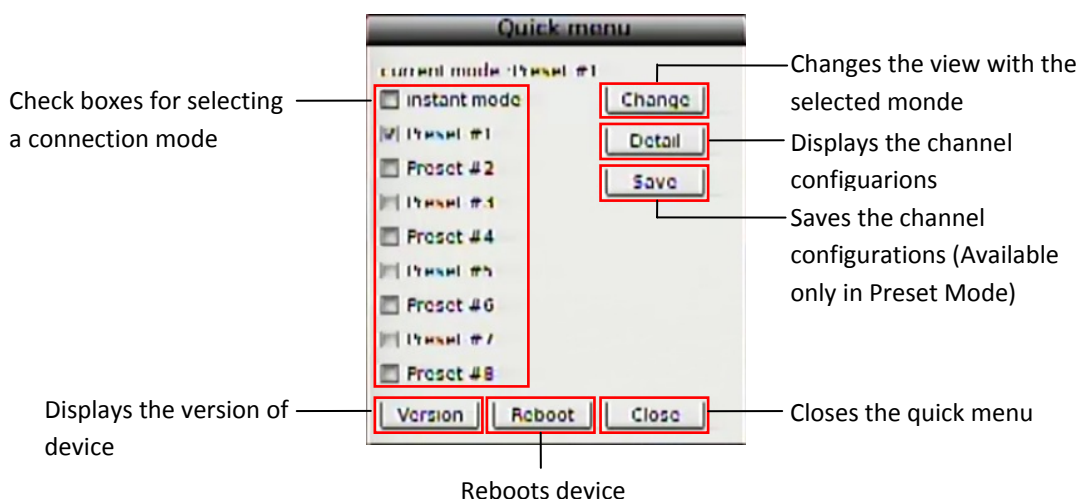 Quick menu
current mode :Preset #1
Check boxes for selecting
a connection mode
instant mode
Preset #1
Preset #2
Preset #3
Preset #4
Preset #5
Preset #6
Preset #7
Preset #8
Change
Detail
Save
Changes the view with the
selected monde
Displays the channel
configuarions
Saves the channel
configurations (Available
only in Preset Mode)
Displays the version of
device
Version
Reboot
Close
Closes the quick menu
Reboots device